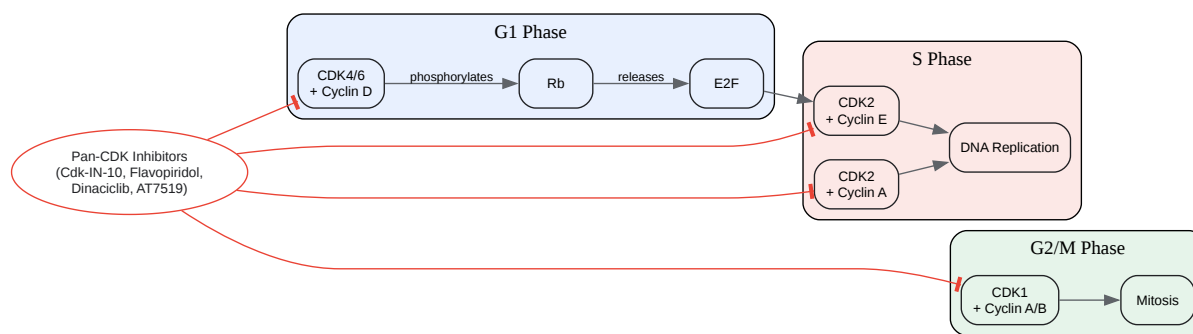 G1 Phase
CDK4/6
+ Cyclin D
phosphorylates
Rb
releases
E2F
S Phase
CDK2
+ Cyclin E
DNA Replication
CDK2
+ Cyclin A
Pan-CDK Inhibitors
(Cdk-IN-10, Flavopiridol,
Dinaciclib, AT7519)
G2/M Phase
CDK1
+ Cyclin A/B
Mitosis